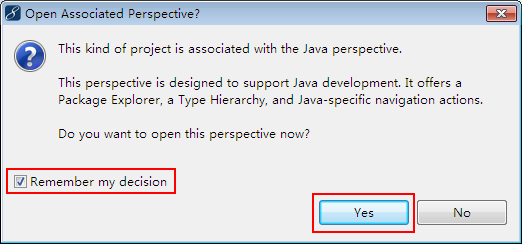 Open Associated Perspective?
This kind of project is associated with the Java perspective.
This perspective is designed to support Java development. It offers a
Package Explorer, a Type Hierarchy, and Java-specific navigation actions.
Do you want to open this perspective now?
Remember my decision
Yes
No